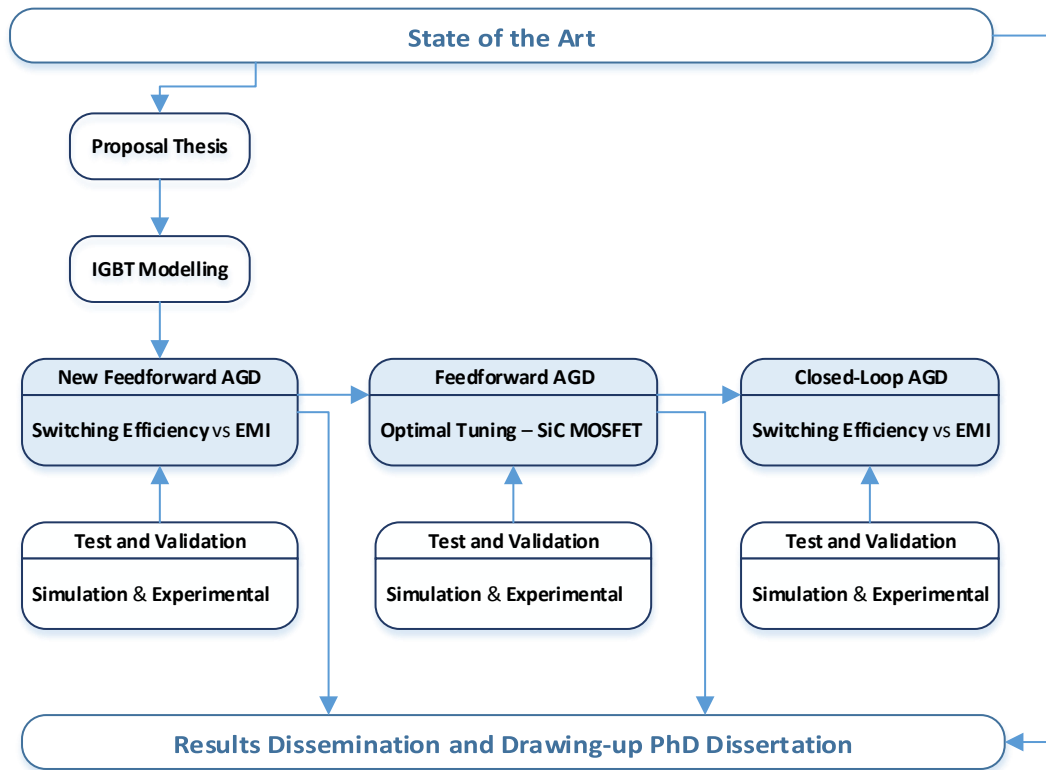 State of the Art
Proposal Thesis
IGBT Modelling
New Feedforward AGD
Switching Efficiency vs EMI
Feedforward AGD
Optimal Tuning – SiC MOSFET
Closed-Loop AGD
Switching Efficiency vs EMI
Test and Validation
Simulation & Experimental
Test and Validation
Simulation & Experimental
Test and Validation
Simulation & Experimental
Results Dissemination and Drawing-up PhD Dissertation